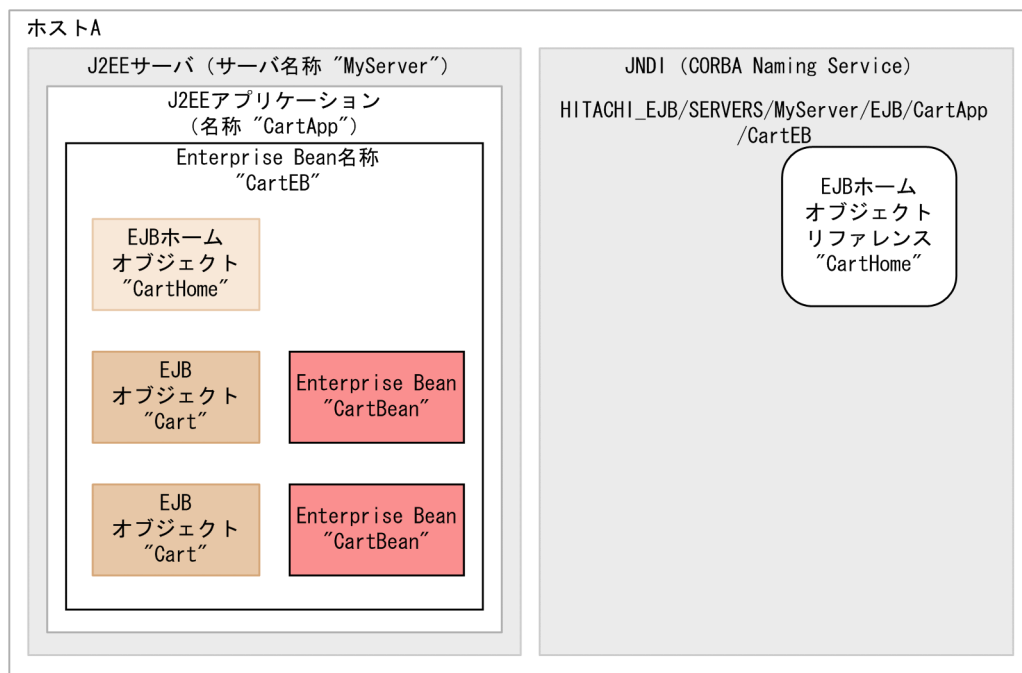 ホストA
J2EEサーバ（サーバ名称 "MyServer"）
J2EEアプリケーション
（名称 "CartApp"）
Enterprise Bean名称
"CartEB"
EJBホーム
オブジェクト
"CartHome"
EJB
オブジェクト
"Cart"
Enterprise Bean
"CartBean"
EJB
オブジェクト
"Cart"
Enterprise Bean
"CartBean"
JNDI（CORBA Naming Service）
HITACHI_EJB/SERVERS/MyServer/EJB/CartApp
/CartEB
EJBホーム
オブジェクト
リファレンス
"CartHome"